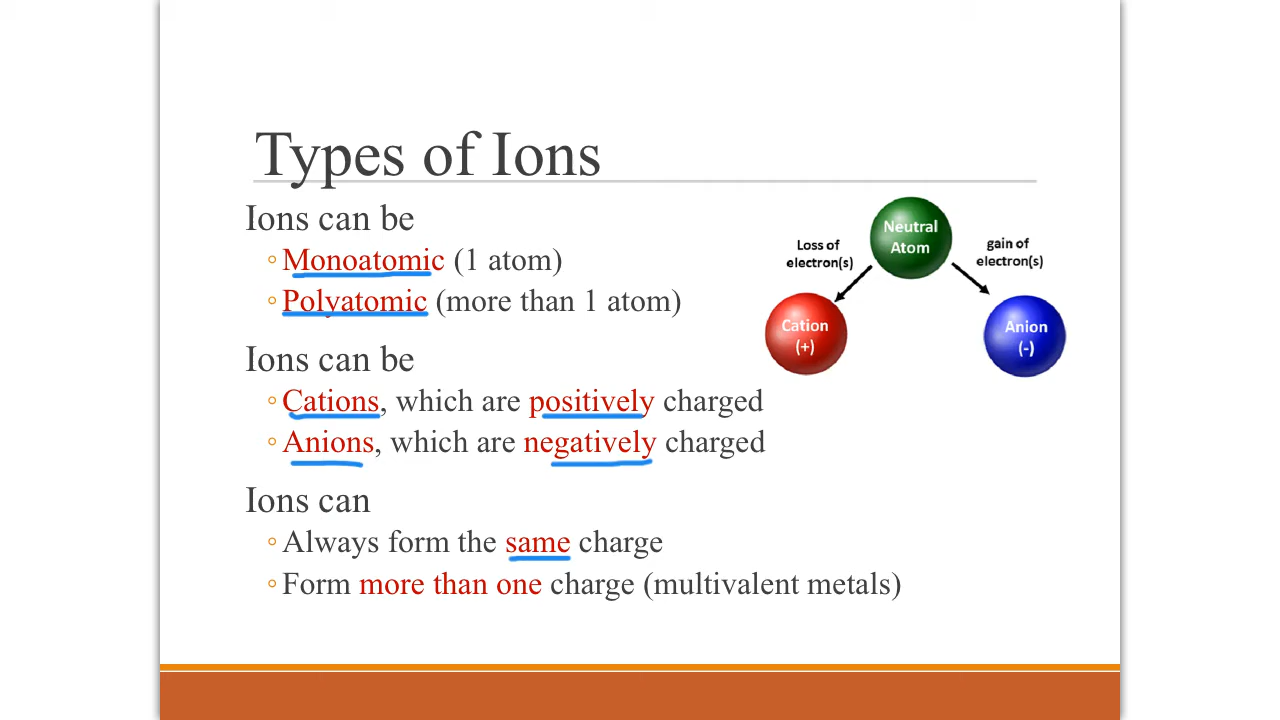 Types of Ions
Ions can be
◦Monoatomic (1 atom)
◦Polyatomic (more than 1 atom)
Ions can be
◦Cations, which are positively charged
◦Anions, which are negatively charged
Ions can
◦Always form the same charge
◦Form more than one charge (multivalent metals)
Neutral
Atom
Loss of
electron(s)
gain of
electron(s)
Cation
(+)
Anion
(-)